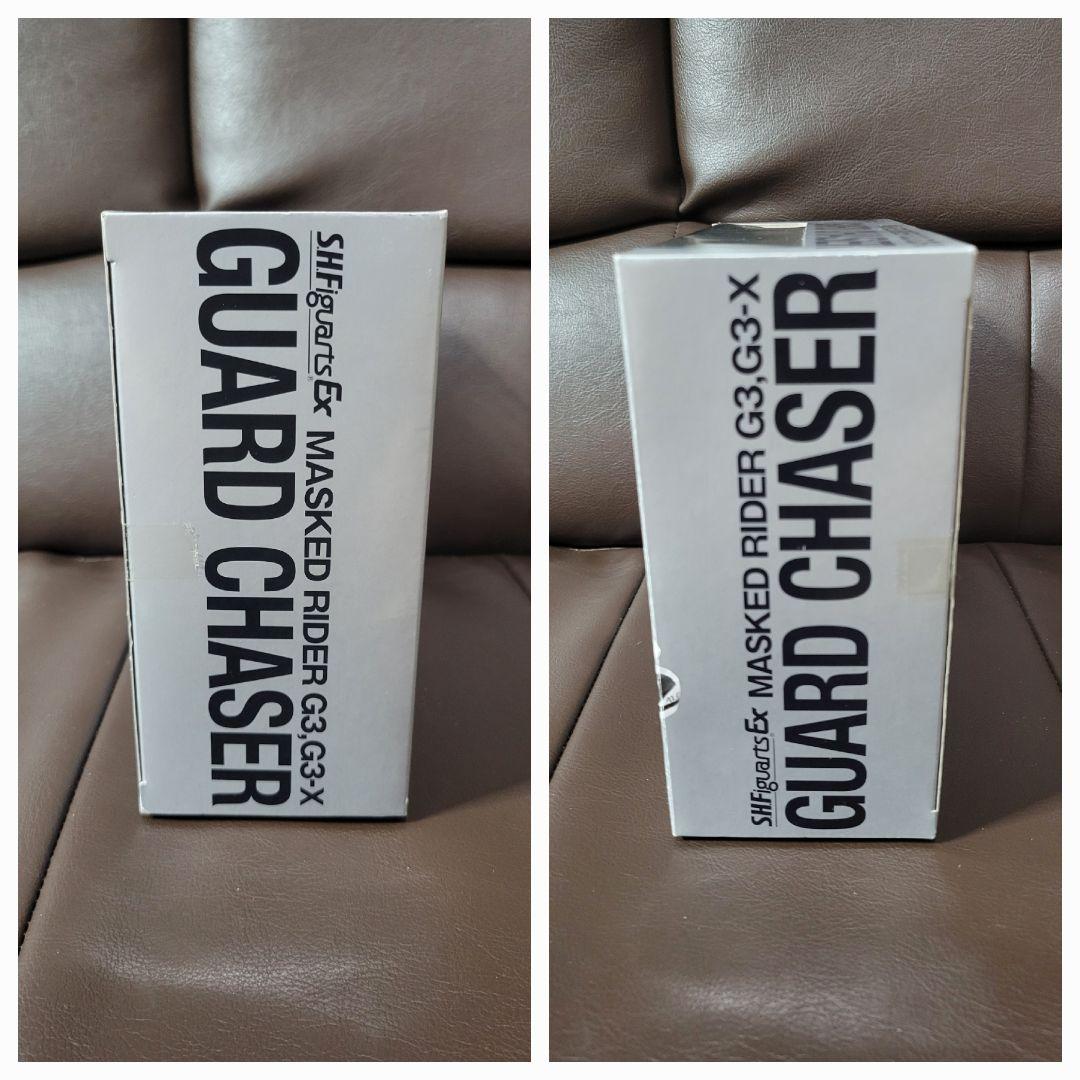 S.H.Figuarts Ex MASKED RIDER G3,G3-X
GUARD CHASER
S.H.Figuarts Ex MASKED RIDER G3,G3-X
GUARD CHASER